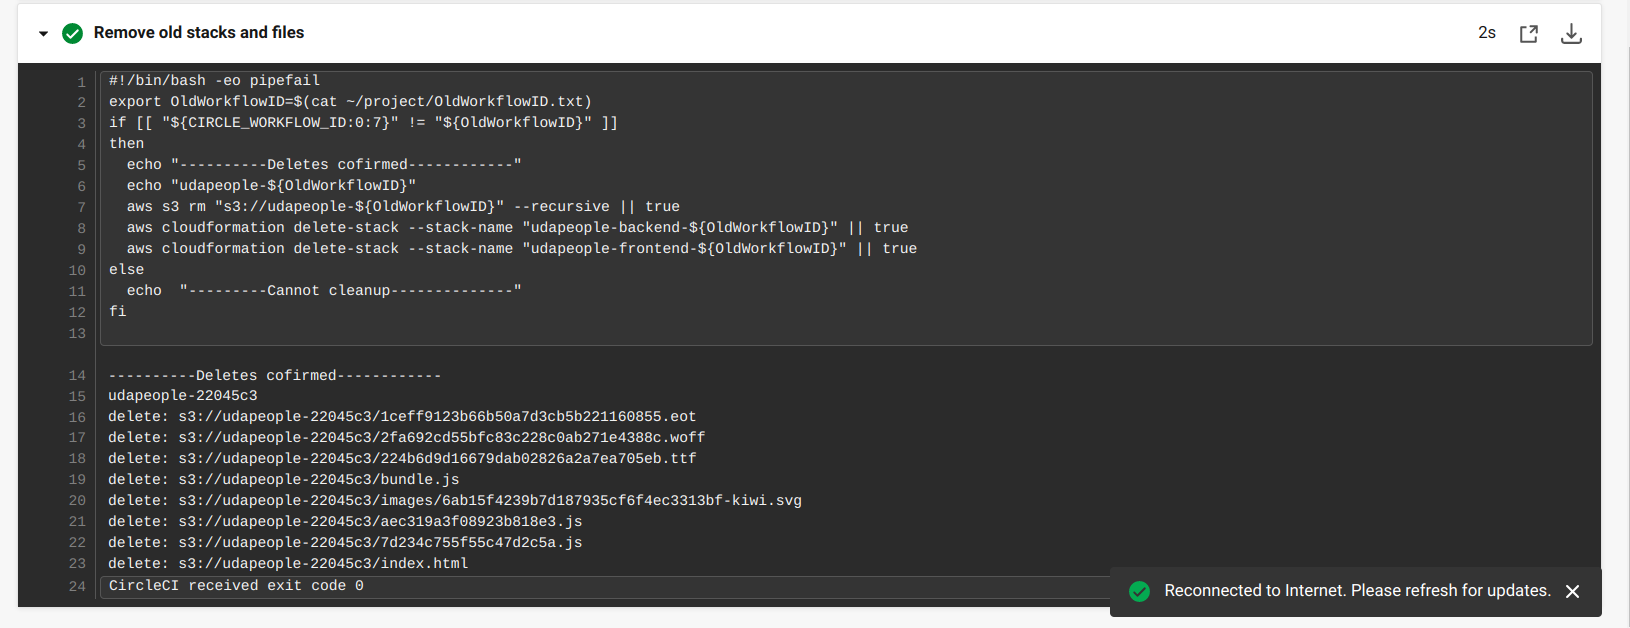 Remove old stacks and files 2s
1 #!/bin/bash -eo pipefail
2 export OldWorkflowID=$(cat ~/project/OldWorkflowID.txt)
3 if [[ "${CIRCLE_WORKFLOW_ID:0:7}" != "${OldWorkflowID}" ]]
4 then
5   echo "----------Deletes cofirmed------------"
6   echo "udapeople-${OldWorkflowID}"
7   aws s3 rm "s3://udapeople-${OldWorkflowID}" --recursive || true
8   aws cloudformation delete-stack --stack-name "udapeople-backend-${OldWorkflowID}" || true
9   aws cloudformation delete-stack --stack-name "udapeople-frontend-${OldWorkflowID}" || true
10 else
11   echo  "---------Cannot cleanup--------------"
12 fi
13
14 ----------Deletes cofirmed------------
15 udapeople-22045c3
16 delete: s3://udapeople-22045c3/1ceff9123b66b50a7d3cb5b221160855.eot
17 delete: s3://udapeople-22045c3/2fa692cd55bfc83c228c0ab271e4388c.woff
18 delete: s3://udapeople-22045c3/224b6d9d16679dab02826a2a7ea705eb.ttf
19 delete: s3://udapeople-22045c3/bundle.js
20 delete: s3://udapeople-22045c3/images/6ab15f4239b7d187935cf6f4ec3313bf-kiwi.svg
21 delete: s3://udapeople-22045c3/aec319a3f08923b818e3.js
22 delete: s3://udapeople-22045c3/7d234c755f55c47d2c5a.js
23 delete: s3://udapeople-22045c3/index.html
24 CircleCI received exit code 0
Reconnected to Internet. Please refresh for updates.